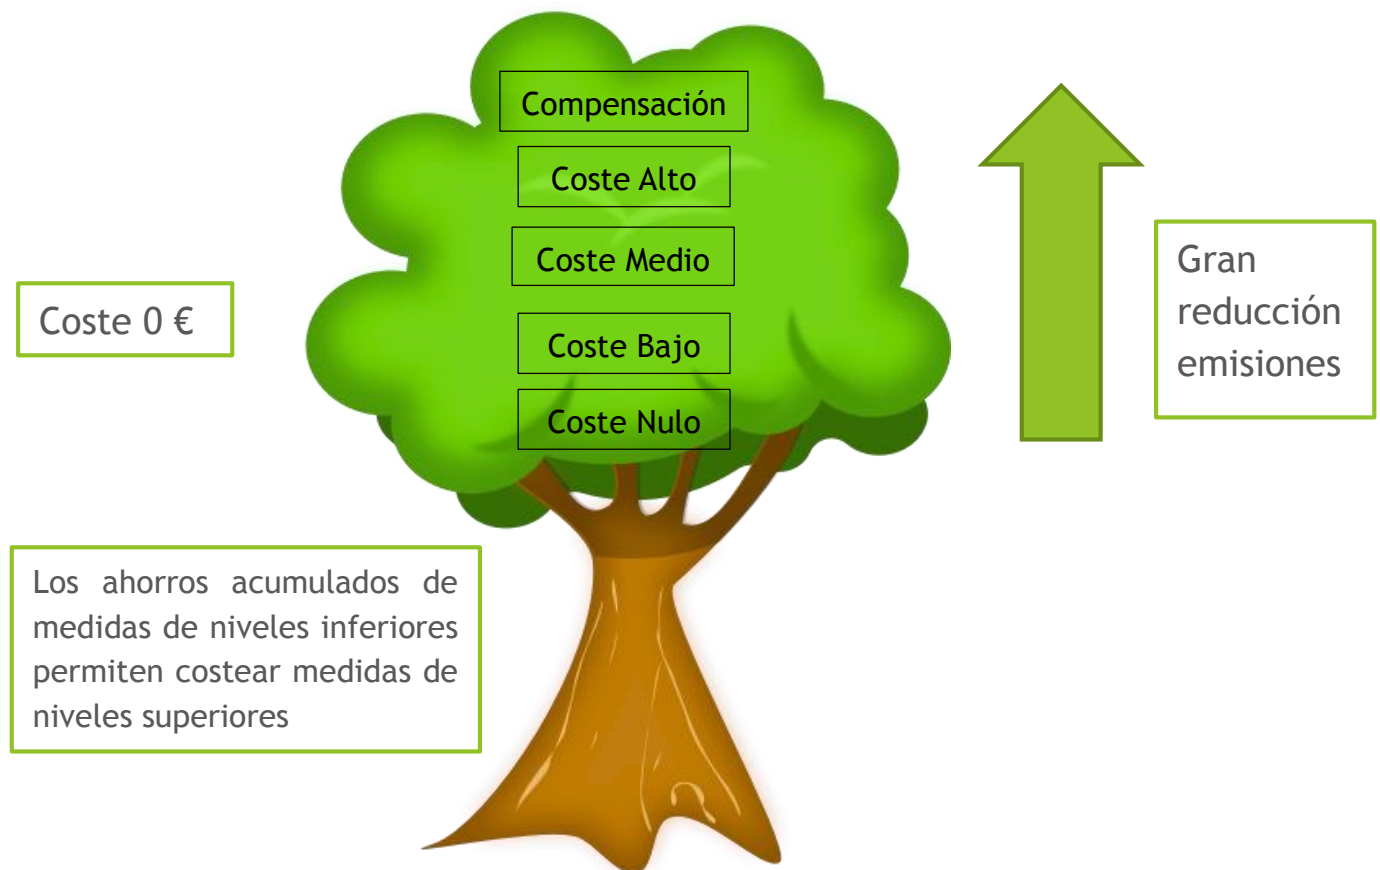 Compensación
Coste Alto
Coste Medio
Coste Bajo
Coste Nulo
Coste 0 €
Gran
reducción
emisiones
Los ahorros acumulados de
medidas de niveles inferiores
permiten costear medidas de
niveles superiores